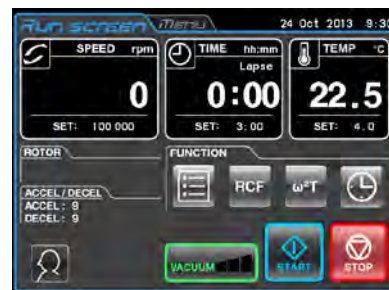 Run screen MENU 24 Oct 2013 9:30
SPEED rpm
0
SET: 100 000
TIME hh:mm
Lapse
0:00
SET: 3:00
TEMP °C
22.5
SET: 4.0
ROTOR
ACCEL/DECEL
ACCEL: 9
DECEL: 9
FUNCTION
RCF ω²T
VACUUM
START
STOP